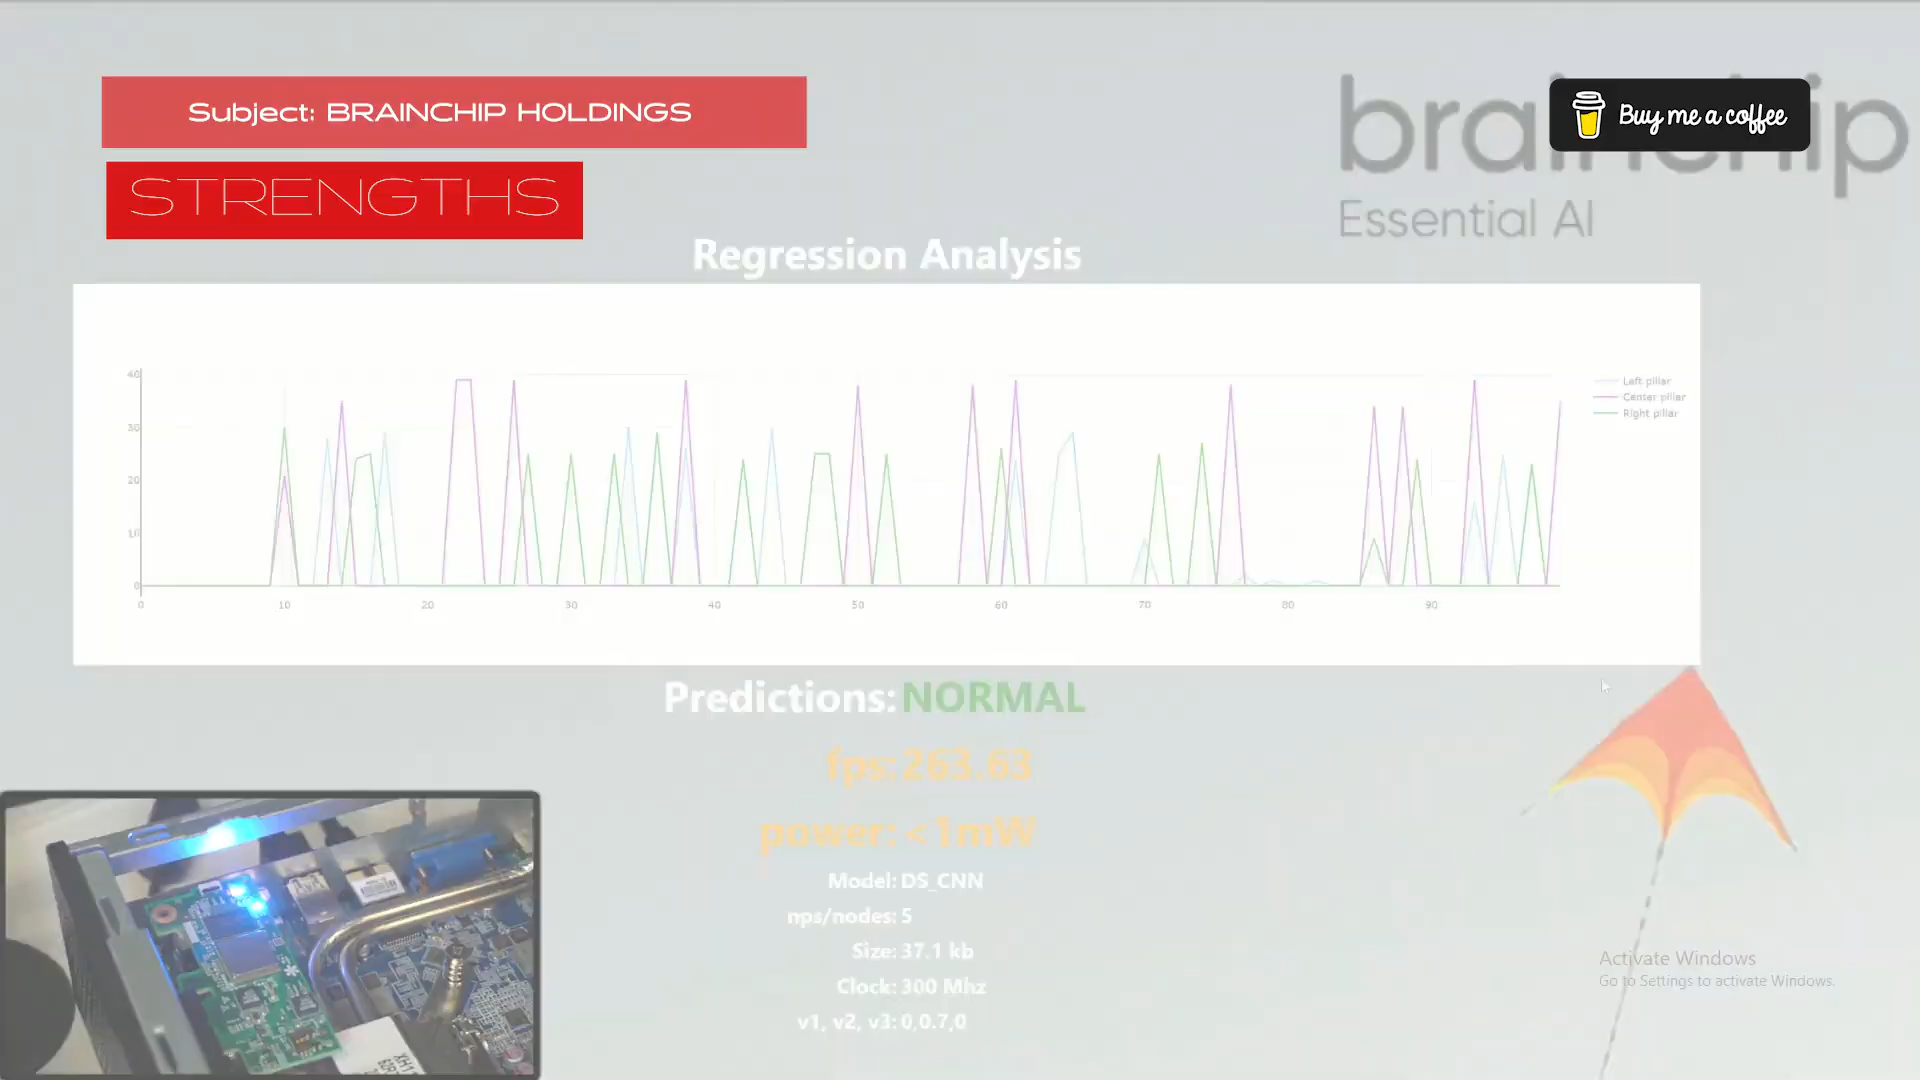 Subject: BRAINCHIP HOLDINGS
STRENGTHS
brainchip
Essential AI
Buy me a coffee
Regression Analysis
40
30
20
10
0
0 10 20 30 40 50 60 70 80 90
Left pillar
Center pillar
Right pillar
Predictions: NORMAL
fps: 263.63
power: <1mW
Model: DS_CNN
nps/nodes: 5
Size: 37.1 kb
Clock: 300 Mhz
v1, v2, v3: 0,0.7,0
Activate Windows
Go to Settings to activate Windows.